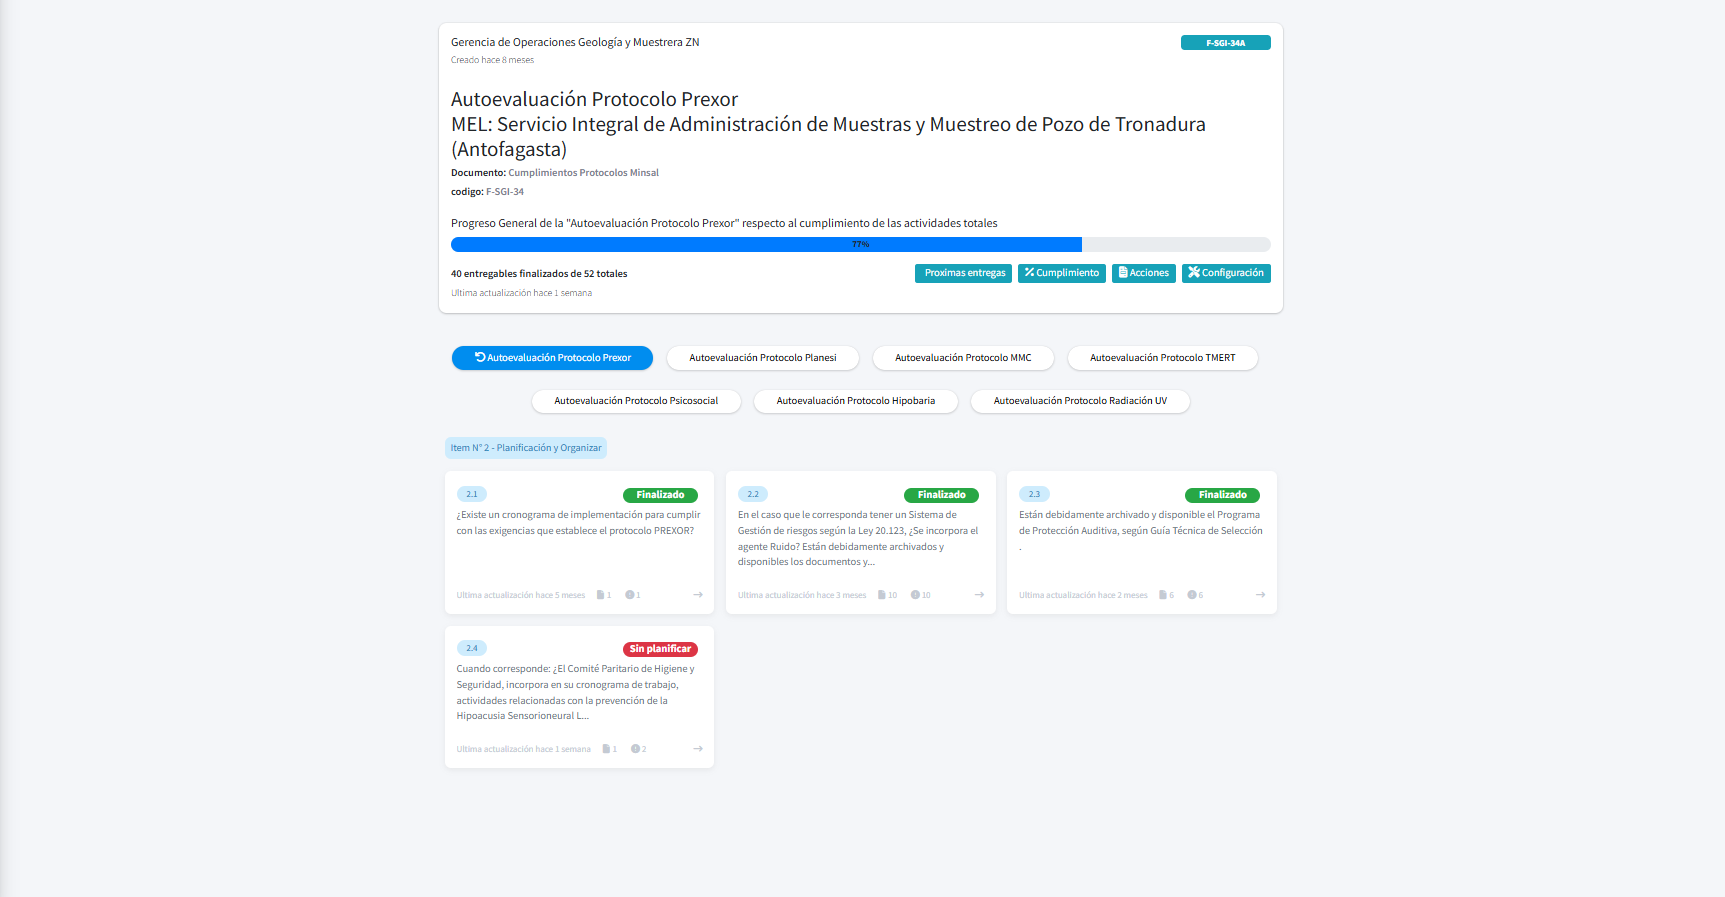 Gerencia de Operaciones Geología y Muestrera ZN
F-SGI-34A
Creado hace 8 meses
Autoevaluación Protocolo Prexor
MEL: Servicio Integral de Administración de Muestras y Muestreo de Pozo de Tronadura
(Antofagasta)
Documento: Cumplimientos Protocolos Minsal
codigo: F-SGI-34
Progreso General de la "Autoevaluación Protocolo Prexor" respecto al cumplimiento de las actividades totales
77%
40 entregables finalizados de 52 totales
Proximas entregas
Cumplimiento
Acciones
Configuración
Ultima actualización hace 1 semana
Autoevaluación Protocolo Prexor
Autoevaluación Protocolo Planesi
Autoevaluación Protocolo MMC
Autoevaluación Protocolo TMERT
Autoevaluación Protocolo Psicosocial
Autoevaluación Protocolo Hipobaria
Autoevaluación Protocolo Radiación UV
Item N° 2 - Planificación y Organizar
2.1
Finalizado
¿Existe un cronograma de implementación para cumplir
con las exigencias que establece el protocolo PREXOR?
Ultima actualización hace 5 meses 1 1
2.2
Finalizado
En el caso que le corresponda tener un Sistema de
Gestión de riesgos según la Ley 20.123, ¿Se incorpora el
agente Ruido? Están debidamente archivados y
disponibles los documentos y...
Ultima actualización hace 3 meses 10 10
2.3
Finalizado
Están debidamente archivado y disponible el Programa
de Protección Auditiva, según Guía Técnica de Selección
.
Ultima actualización hace 2 meses 6 6
2.4
Sin planificar
Cuando corresponde: ¿El Comité Paritario de Higiene y
Seguridad, incorpora en su cronograma de trabajo,
actividades relacionadas con la prevención de la
Hipoacusia Sensorioneural L...
Ultima actualización hace 1 semana 1 2